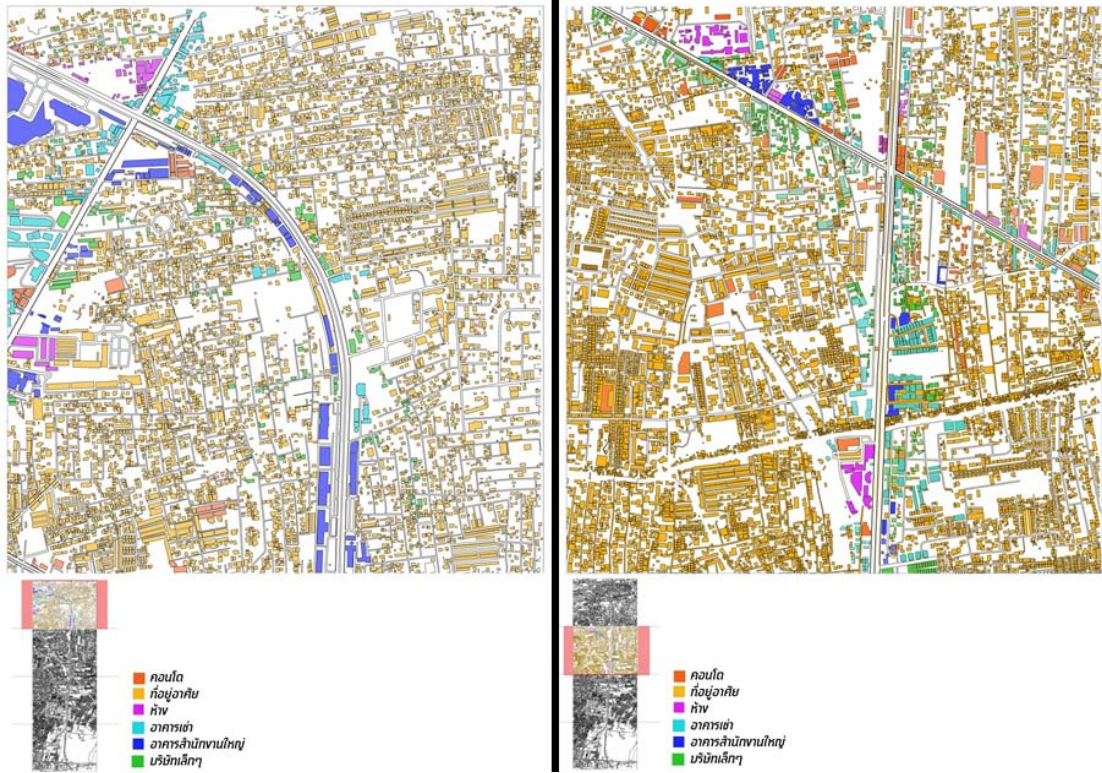 คอนโด
ที่อยู่อาศัย
ห้าง
อาคารเช่า
อาคารสำนักงานใหญ่
บริษัทเล็กๆ
คอนโด
ที่อยู่อาศัย
ห้าง
อาคารเช่า
อาคารสำนักงานใหญ่
บริษัทเล็กๆ